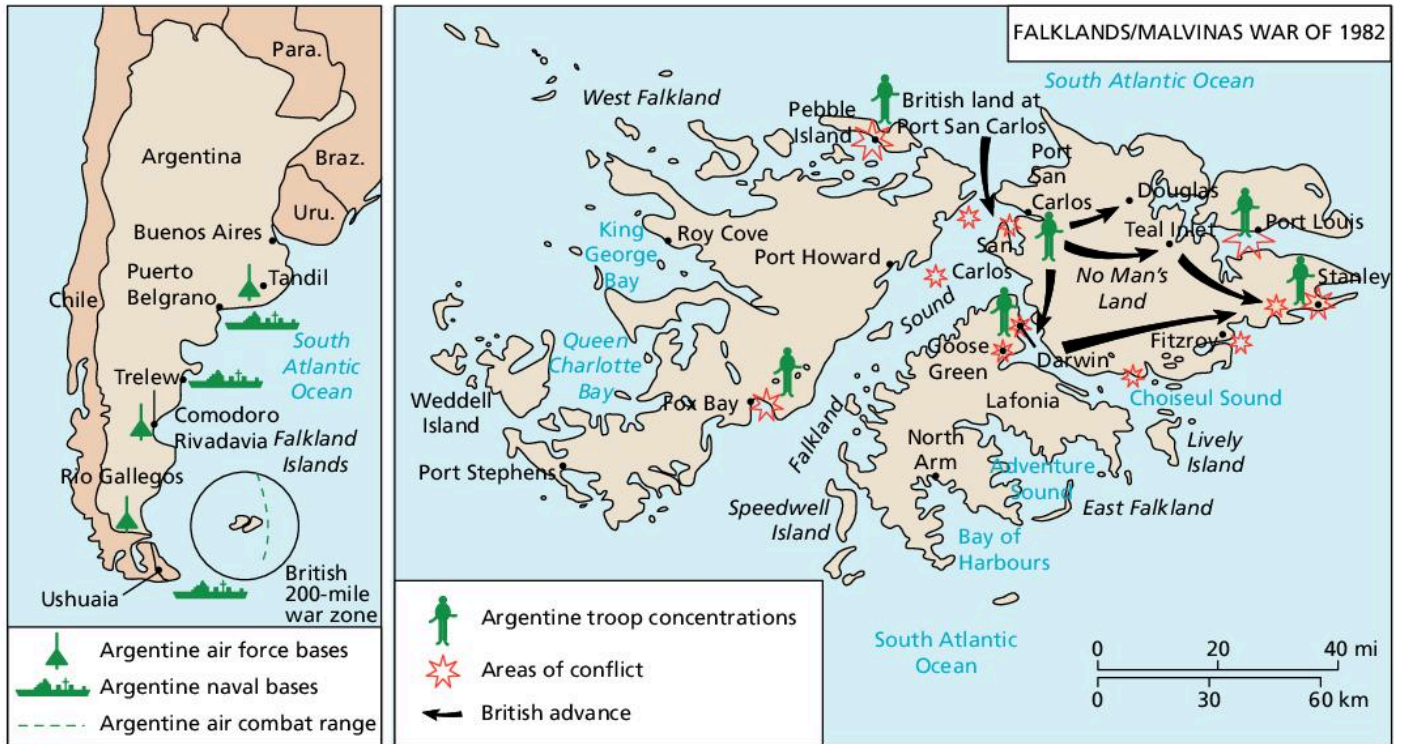 Para.
Argentina
Braz.
Uru.
Buenos Aires
Puerto
Belgrano
Tandil
Chile
South
Atlantic
Ocean
Trelew
Comodoro
Rivadavia
Falkland
Islands
Río Gallegos
Ushuaia
British
200-mile
war zone
Argentine air force bases
Argentine naval bases
Argentine air combat range
FALKLANDS/MALVINAS WAR OF 1982
South Atlantic Ocean
West Falkland
Pebble
Island
British land at
Port San Carlos
Port
San
Carlos
Douglas
Port Louis
Teal Inlet
King
George
Bay
Roy Cove
Port Howard
San
Carlos
No Man's
Land
Stanley
Sound
Queen
Charlotte
Bay
Goose
Green
Darwin
Fitzroy
Choiseul Sound
Weddell
Island
Fox Bay
Falkland
Lafonia
Lively
Island
Port Stephens
North
Arm
Adventure
Sound
Speedwell
Island
East Falkland
Bay of
Harbours
South Atlantic
Ocean
Argentine troop concentrations
Areas of conflict
British advance
0 20 40 mi
0 30 60 km